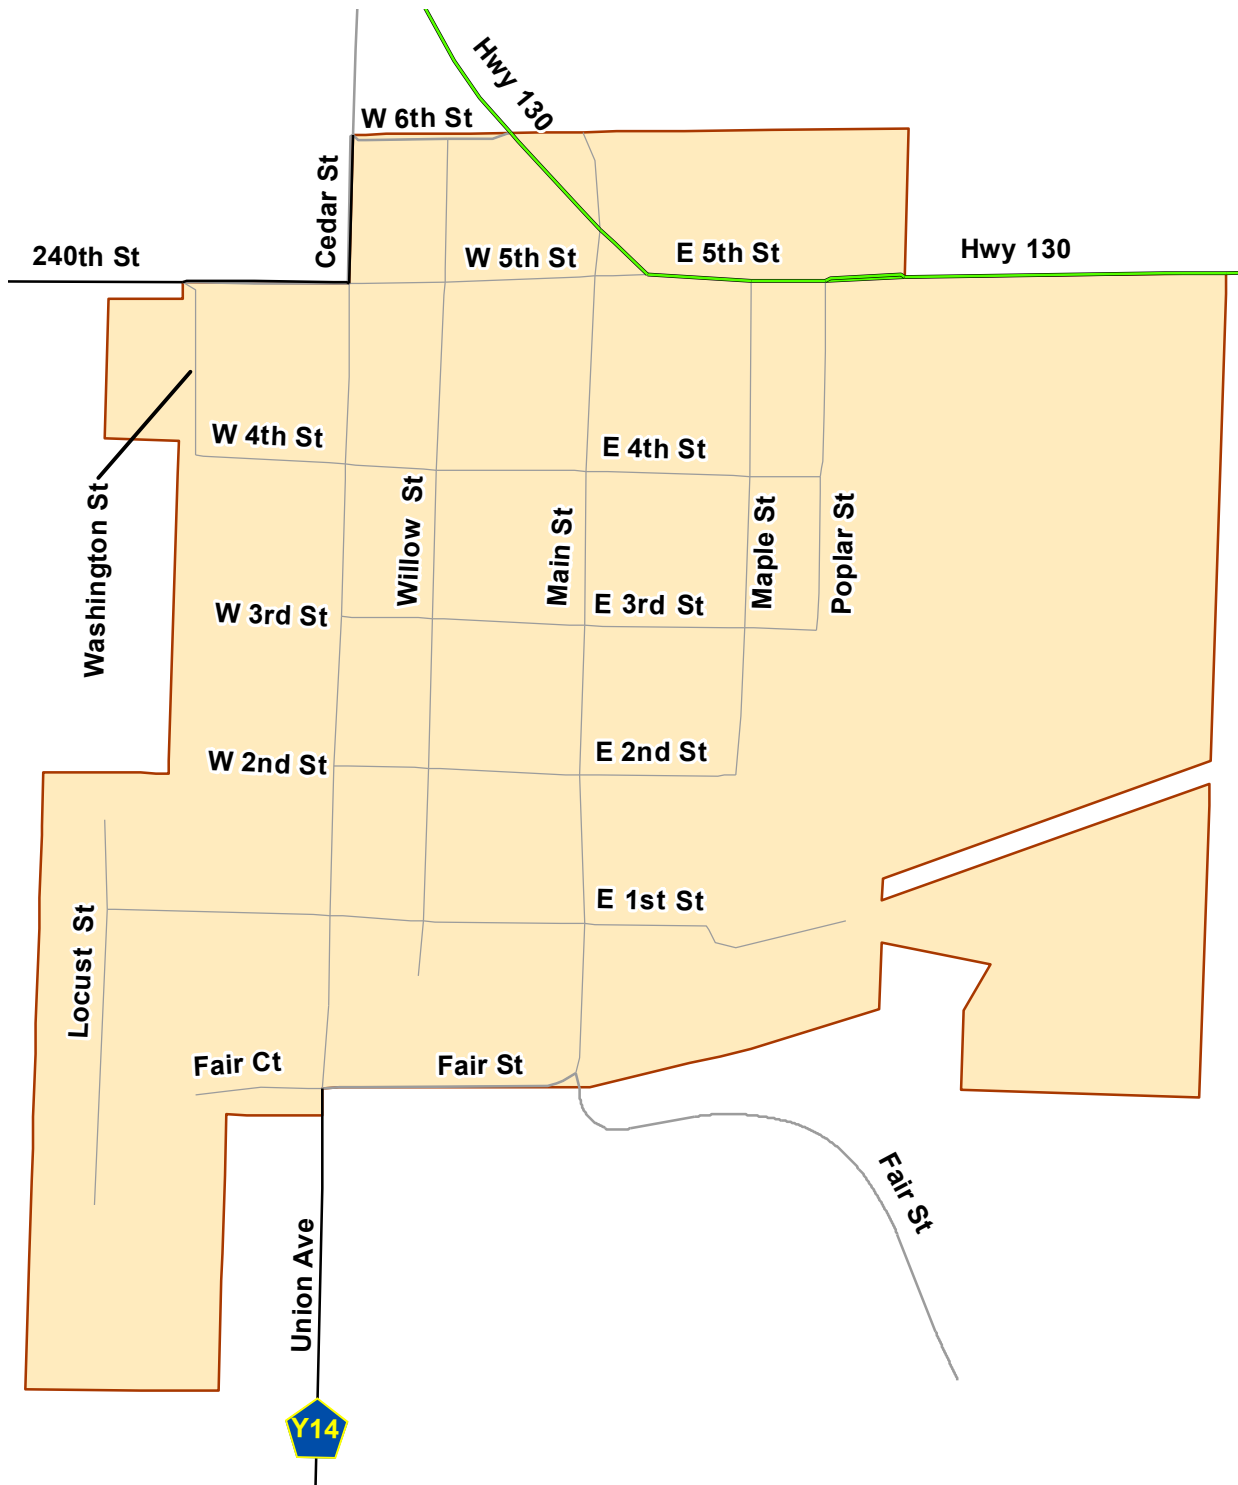 Hwy 130
W 6th St
Cedar St
240th St
W 5th St
E 5th St
Hwy 130
W 4th St
E 4th St
Washington St
Willow St
Main St
Maple St
Poplar St
W 3rd St
E 3rd St
W 2nd St
E 2nd St
Locust St
E 1st St
Fair Ct
Fair St
Fair St
Union Ave
Y14